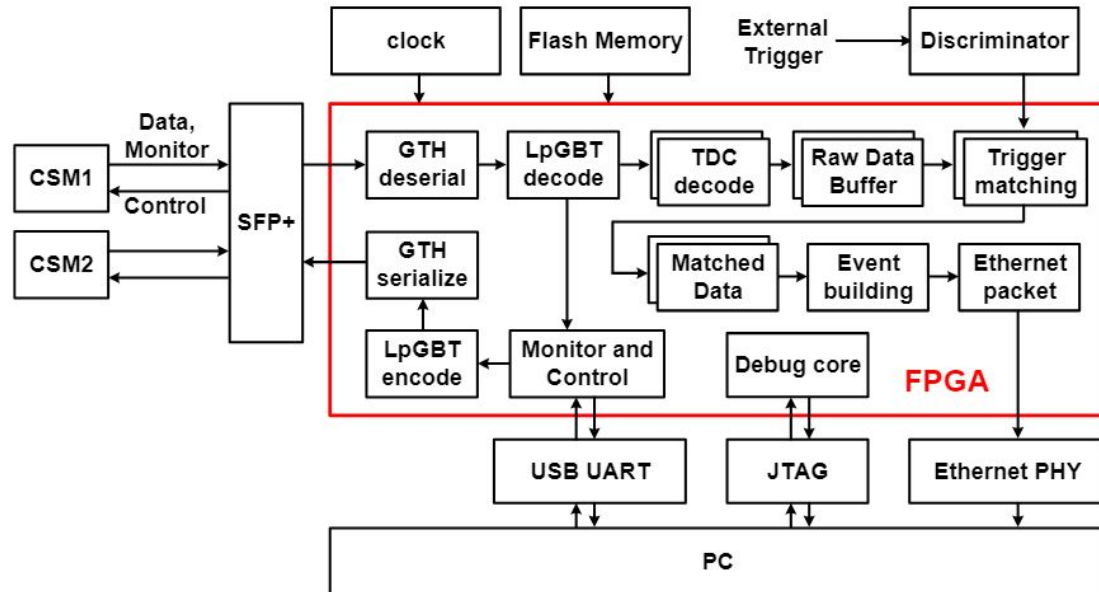 clock
Flash Memory
External
Trigger
Discriminator
Data,
Monitor
CSM1
Control
CSM2
SFP+
GTH
deserial
LpGBT
decode
TDC
decode
Raw Data
Buffer
Trigger
matching
GTH
serialize
Matched
Data
Event
building
Ethernet
packet
LpGBT
encode
Monitor and
Control
Debug core
FPGA
USB UART
JTAG
Ethernet PHY
PC